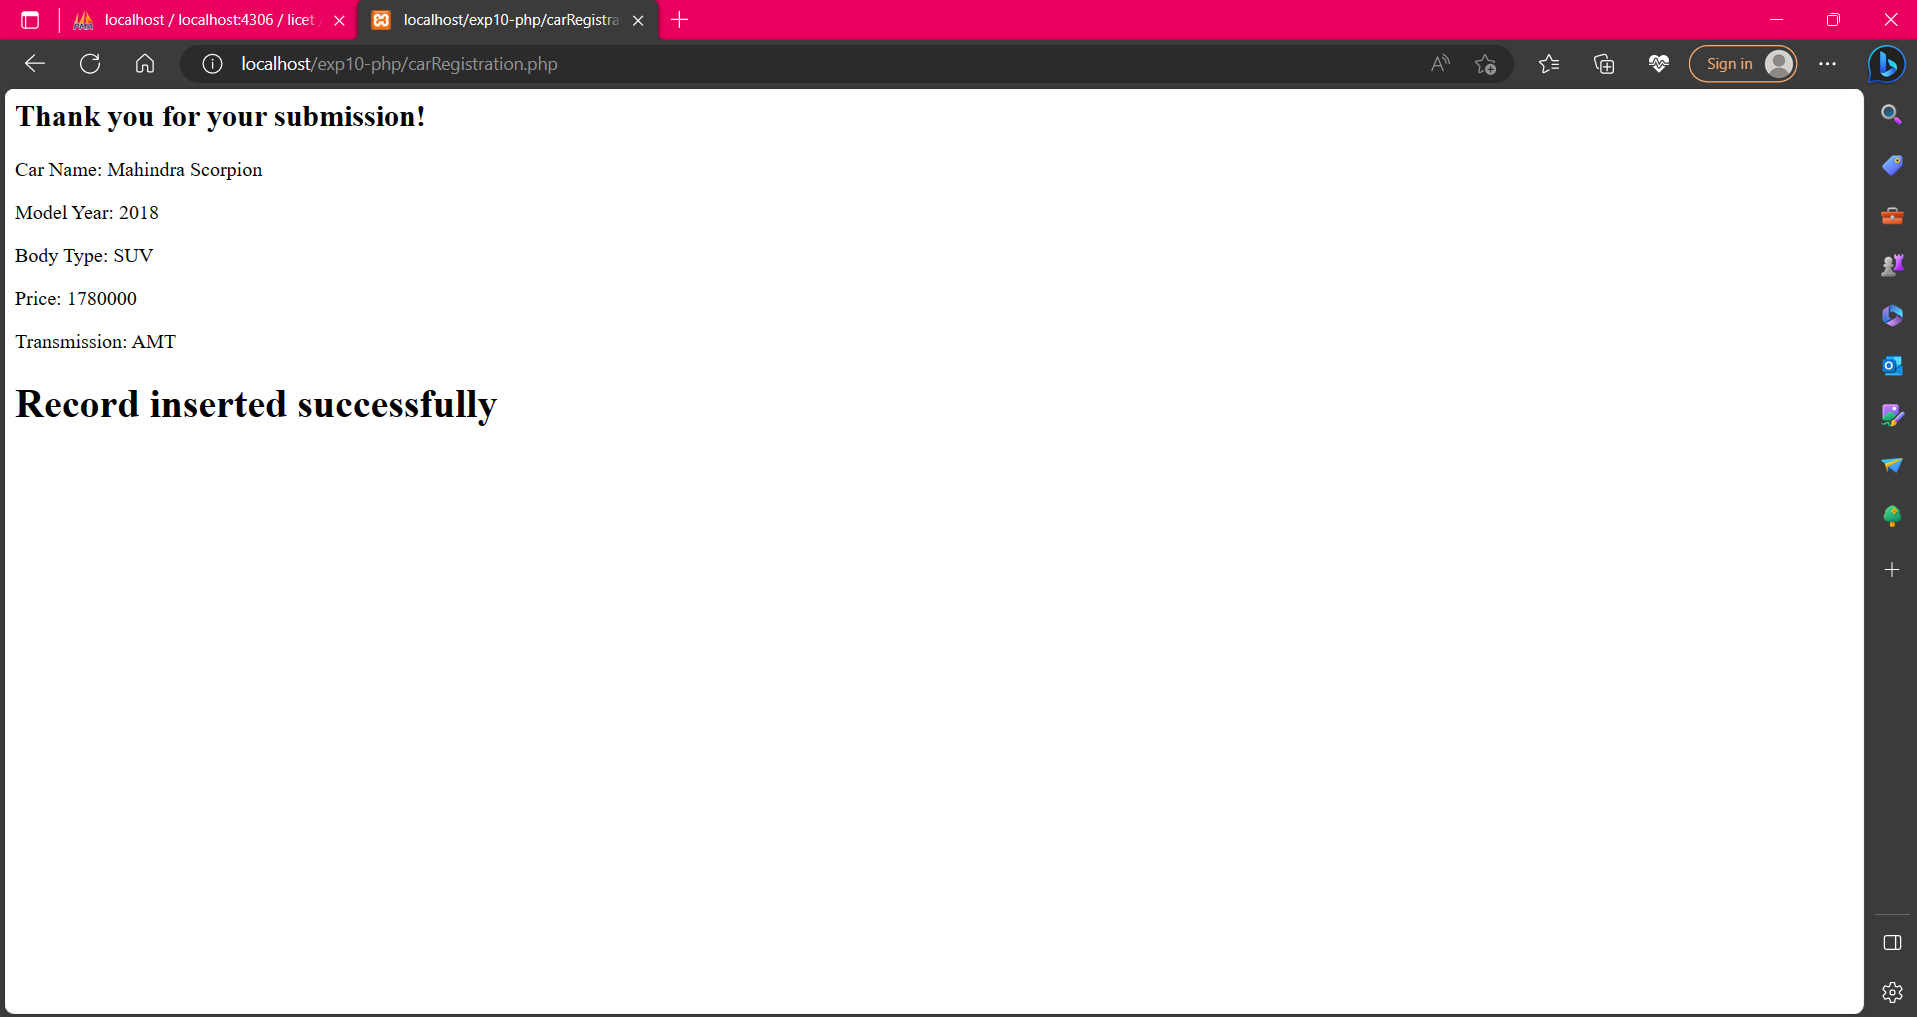 localhost / localhost:4306 / licet /
localhost/exp10-php/carRegistra
localhost/exp10-php/carRegistration.php
Sign in
Thank you for your submission!
Car Name: Mahindra Scorpion
Model Year: 2018
Body Type: SUV
Price: 1780000
Transmission: AMT
Record inserted successfully